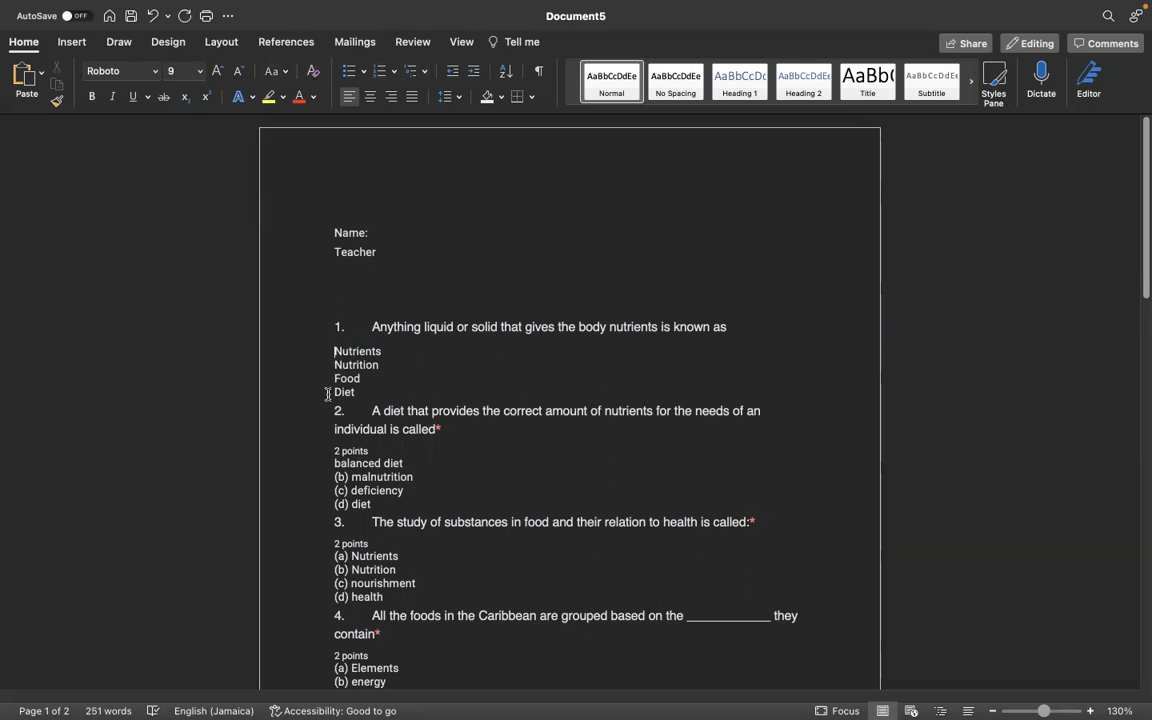 AutoSave OFF
Document5
Home Insert Draw Design Layout References Mailings Review View Tell me
Share Editing Comments
Paste
Roboto 9
Aa
B I U ab x₂ x² A A
AaBbCcDdEe AaBbCcDdEe AaBbCcDc AaBbCcDdEe AaBb( AaBbCcDdEe
Normal No Spacing Heading 1 Heading 2 Title Subtitle
Styles Pane
Dictate
Editor
Name:
Teacher
1. Anything liquid or solid that gives the body nutrients is known as
Nutrients
Nutrition
Food
Diet
2. A diet that provides the correct amount of nutrients for the needs of an
individual is called*
2 points
balanced diet
(b) malnutrition
(c) deficiency
(d) diet
3. The study of substances in food and their relation to health is called:*
2 points
(a) Nutrients
(b) Nutrition
(c) nourishment
(d) health
4. All the foods in the Caribbean are grouped based on the _____________ they
contain*
2 points
(a) Elements
(b) energy
Page 1 of 2 251 words English (Jamaica) Accessibility: Good to go Focus 130%